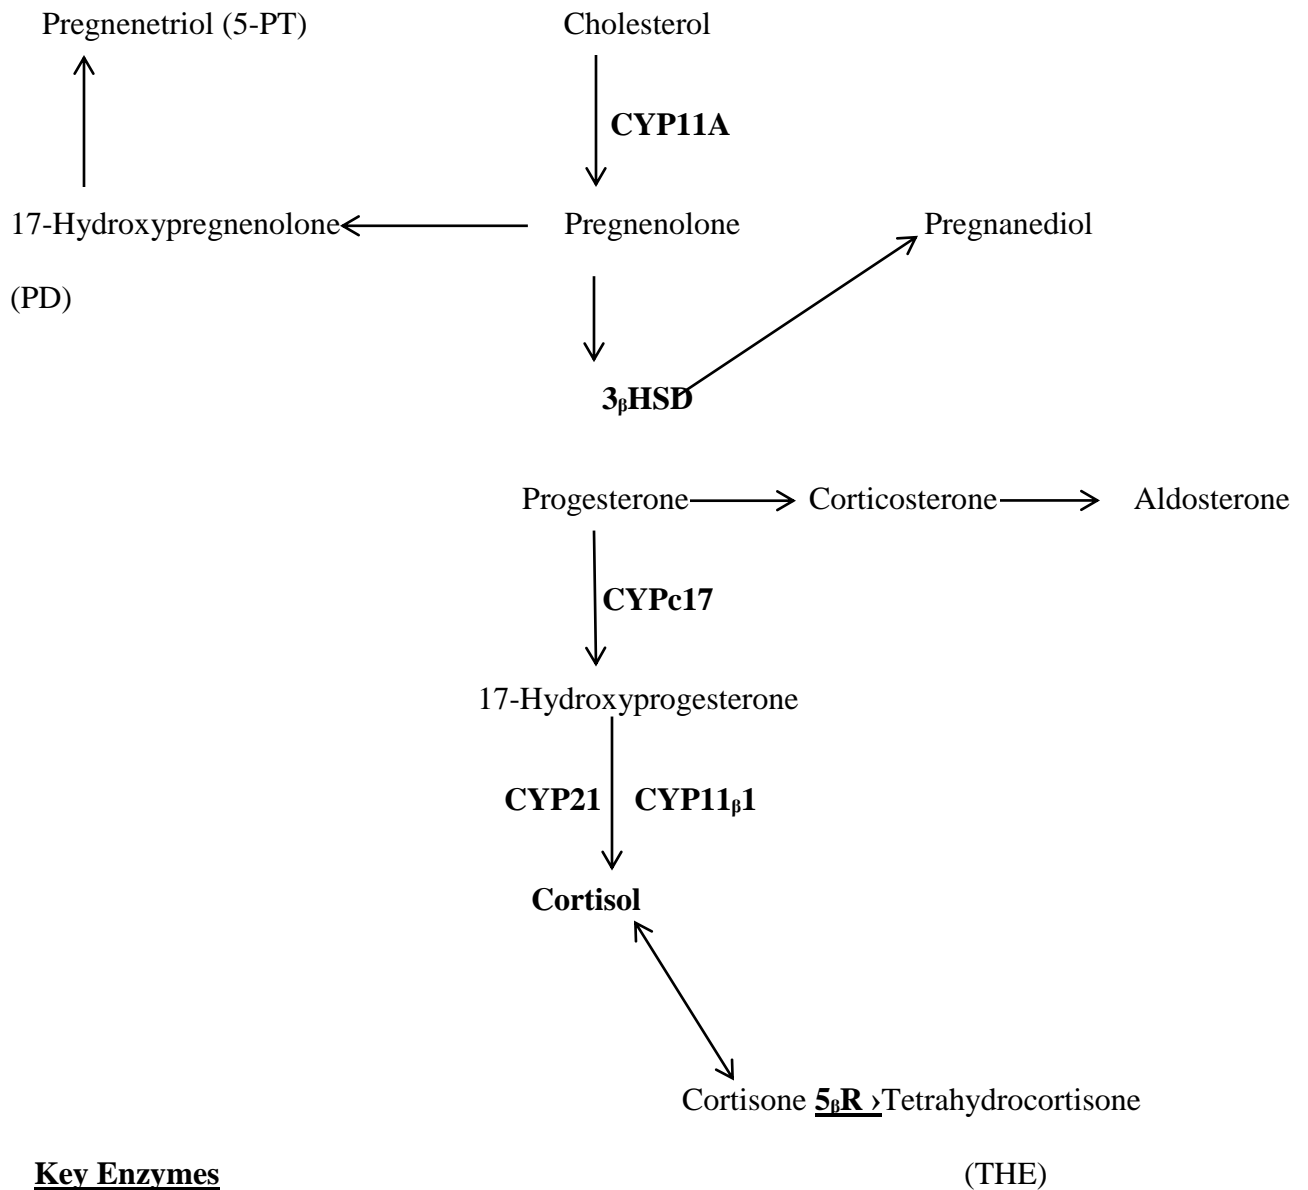 Pregnenetriol (5-PT) Cholesterol
CYP11A
17-Hydroxypregnenolone Pregnenolone Pregnanediol
(PD)
3βHSD
Progesterone Corticosterone Aldosterone
CYPc17
17-Hydroxyprogesterone
CYP21 CYP11β1
Cortisol
Cortisone 5βR ›Tetrahydrocortisone
Key Enzymes (THE)